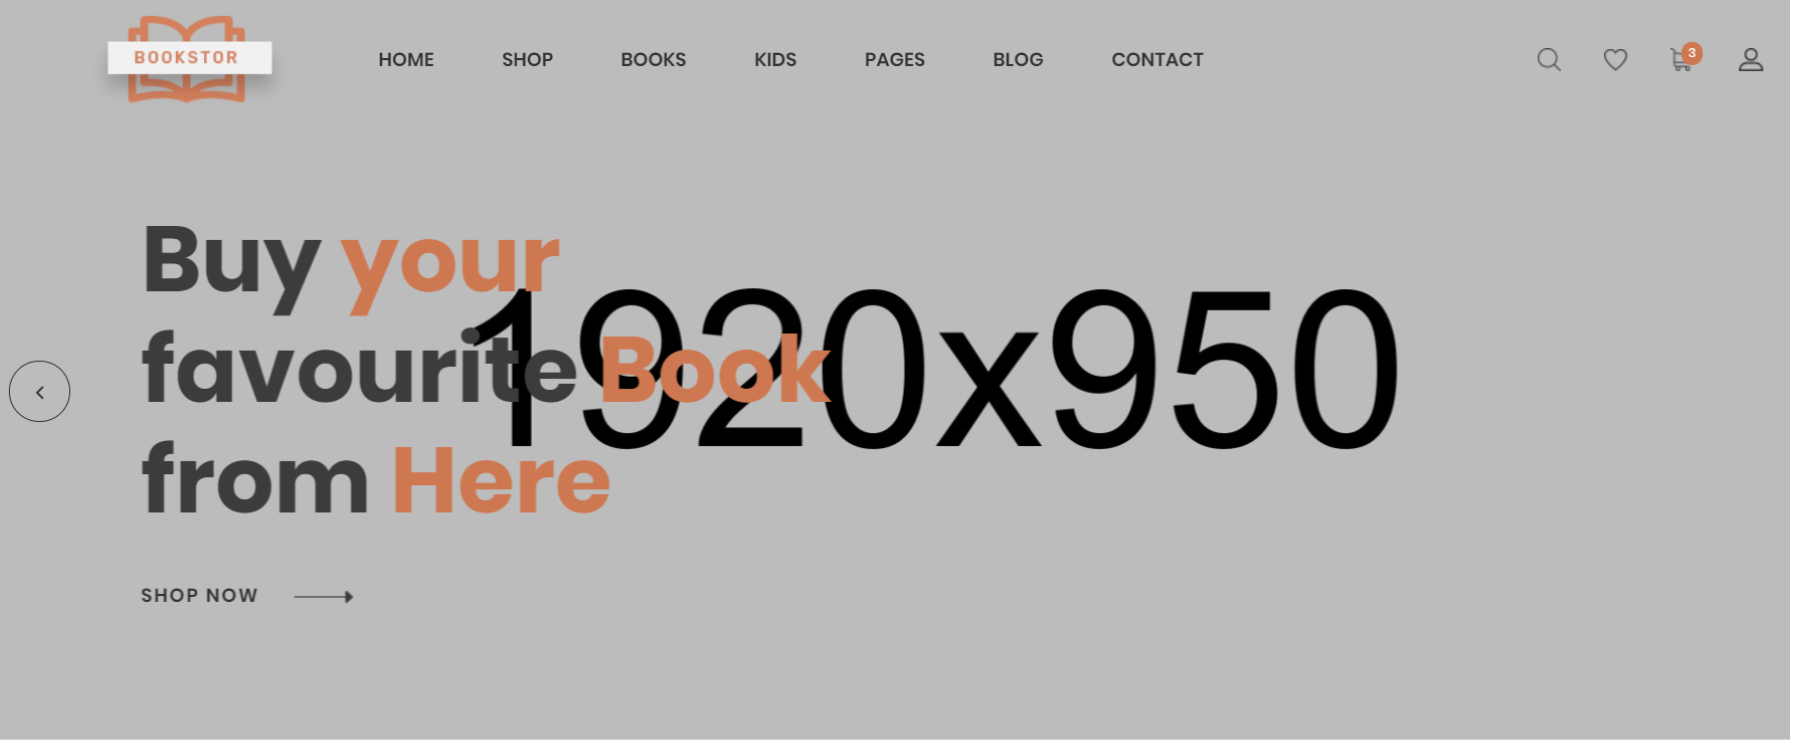 BOOKSTOR
HOME SHOP BOOKS KIDS PAGES BLOG CONTACT
3
Buy your
favourite Book
from Here
1920x950
SHOP NOW